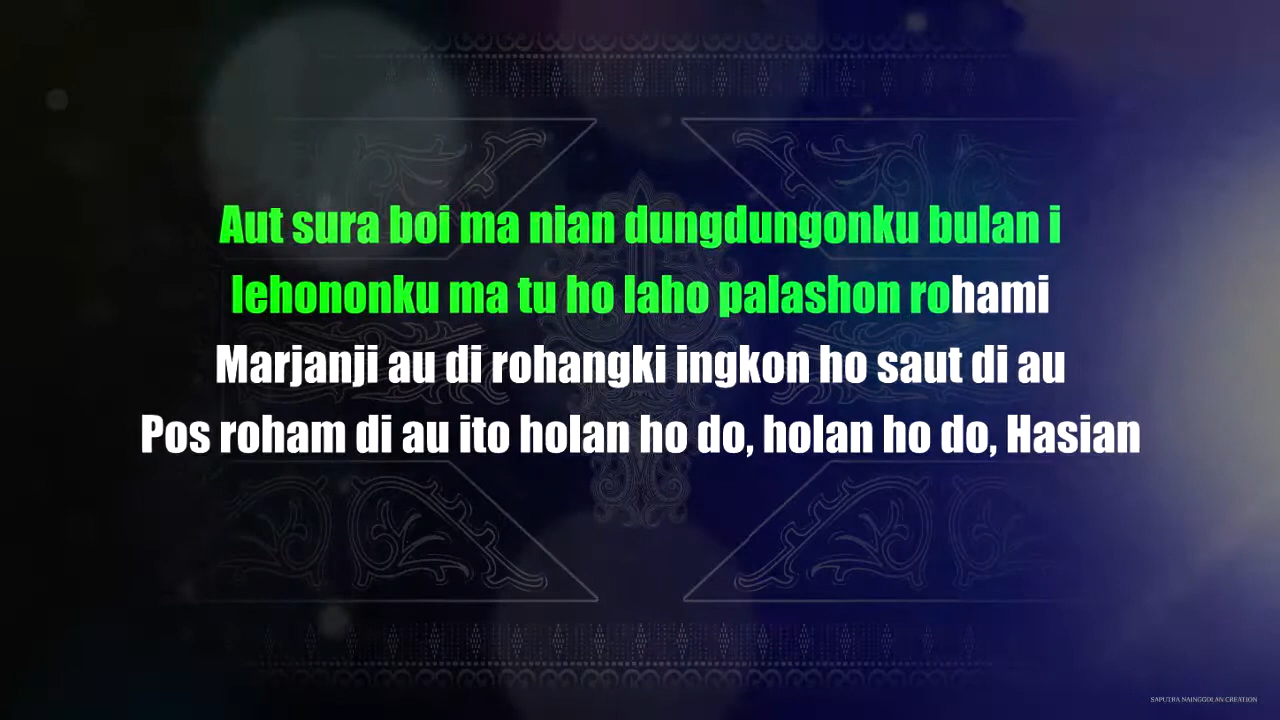 Aut sura boi ma nian dungdungonku bulan i
lehononku ma tu ho laho palashon rohami
Marjanji au di rohangki ingkon ho saut di au
Pos roham di au ito holan ho do, holan ho do, Hasian
SAPUTRA NAINGGOLAN CREATION